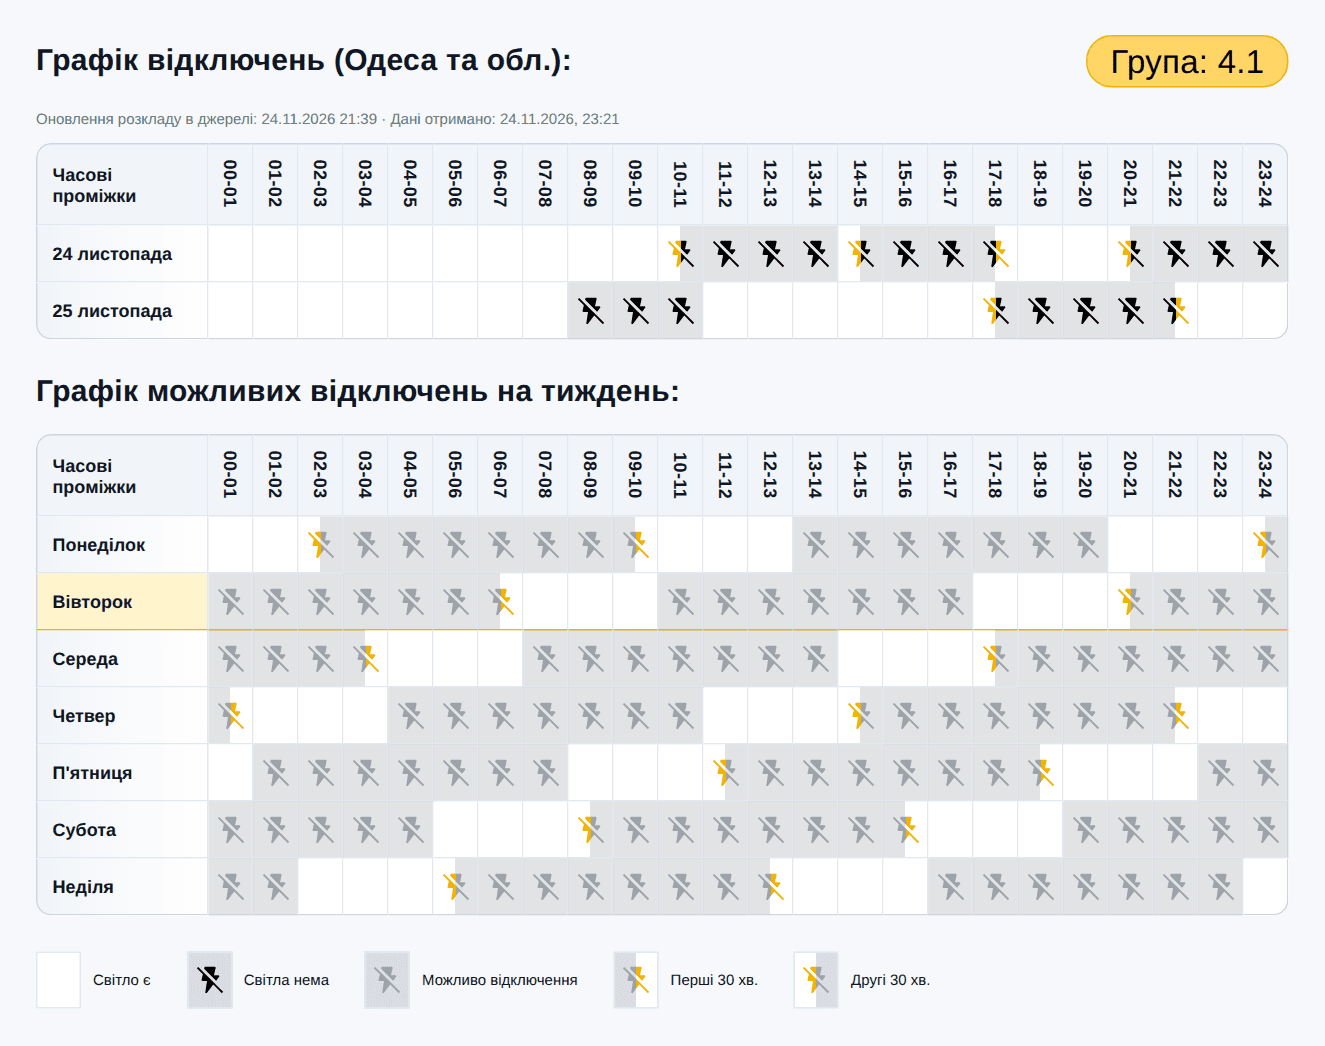 Графік відключень (Одеса та обл.):
Група: 4.1
Оновлення розкладу в джерелі: 24.11.2026 21:39 · Дані отримано: 24.11.2026, 23:21
Часові
проміжки
00-01 01-02 02-03 03-04 04-05 05-06 06-07 07-08 08-09 09-10 10-11 11-12 12-13 13-14 14-15 15-16 16-17 17-18 18-19 19-20 20-21 21-22 22-23 23-24
24 листопада
25 листопада
Графік можливих відключень на тиждень:
Часові
проміжки
00-01 01-02 02-03 03-04 04-05 05-06 06-07 07-08 08-09 09-10 10-11 11-12 12-13 13-14 14-15 15-16 16-17 17-18 18-19 19-20 20-21 21-22 22-23 23-24
Понеділок
Вівторок
Середа
Четвер
П'ятниця
Субота
Неділя
Світло є
Світла нема
Можливо відключення
Перші 30 хв.
Другі 30 хв.